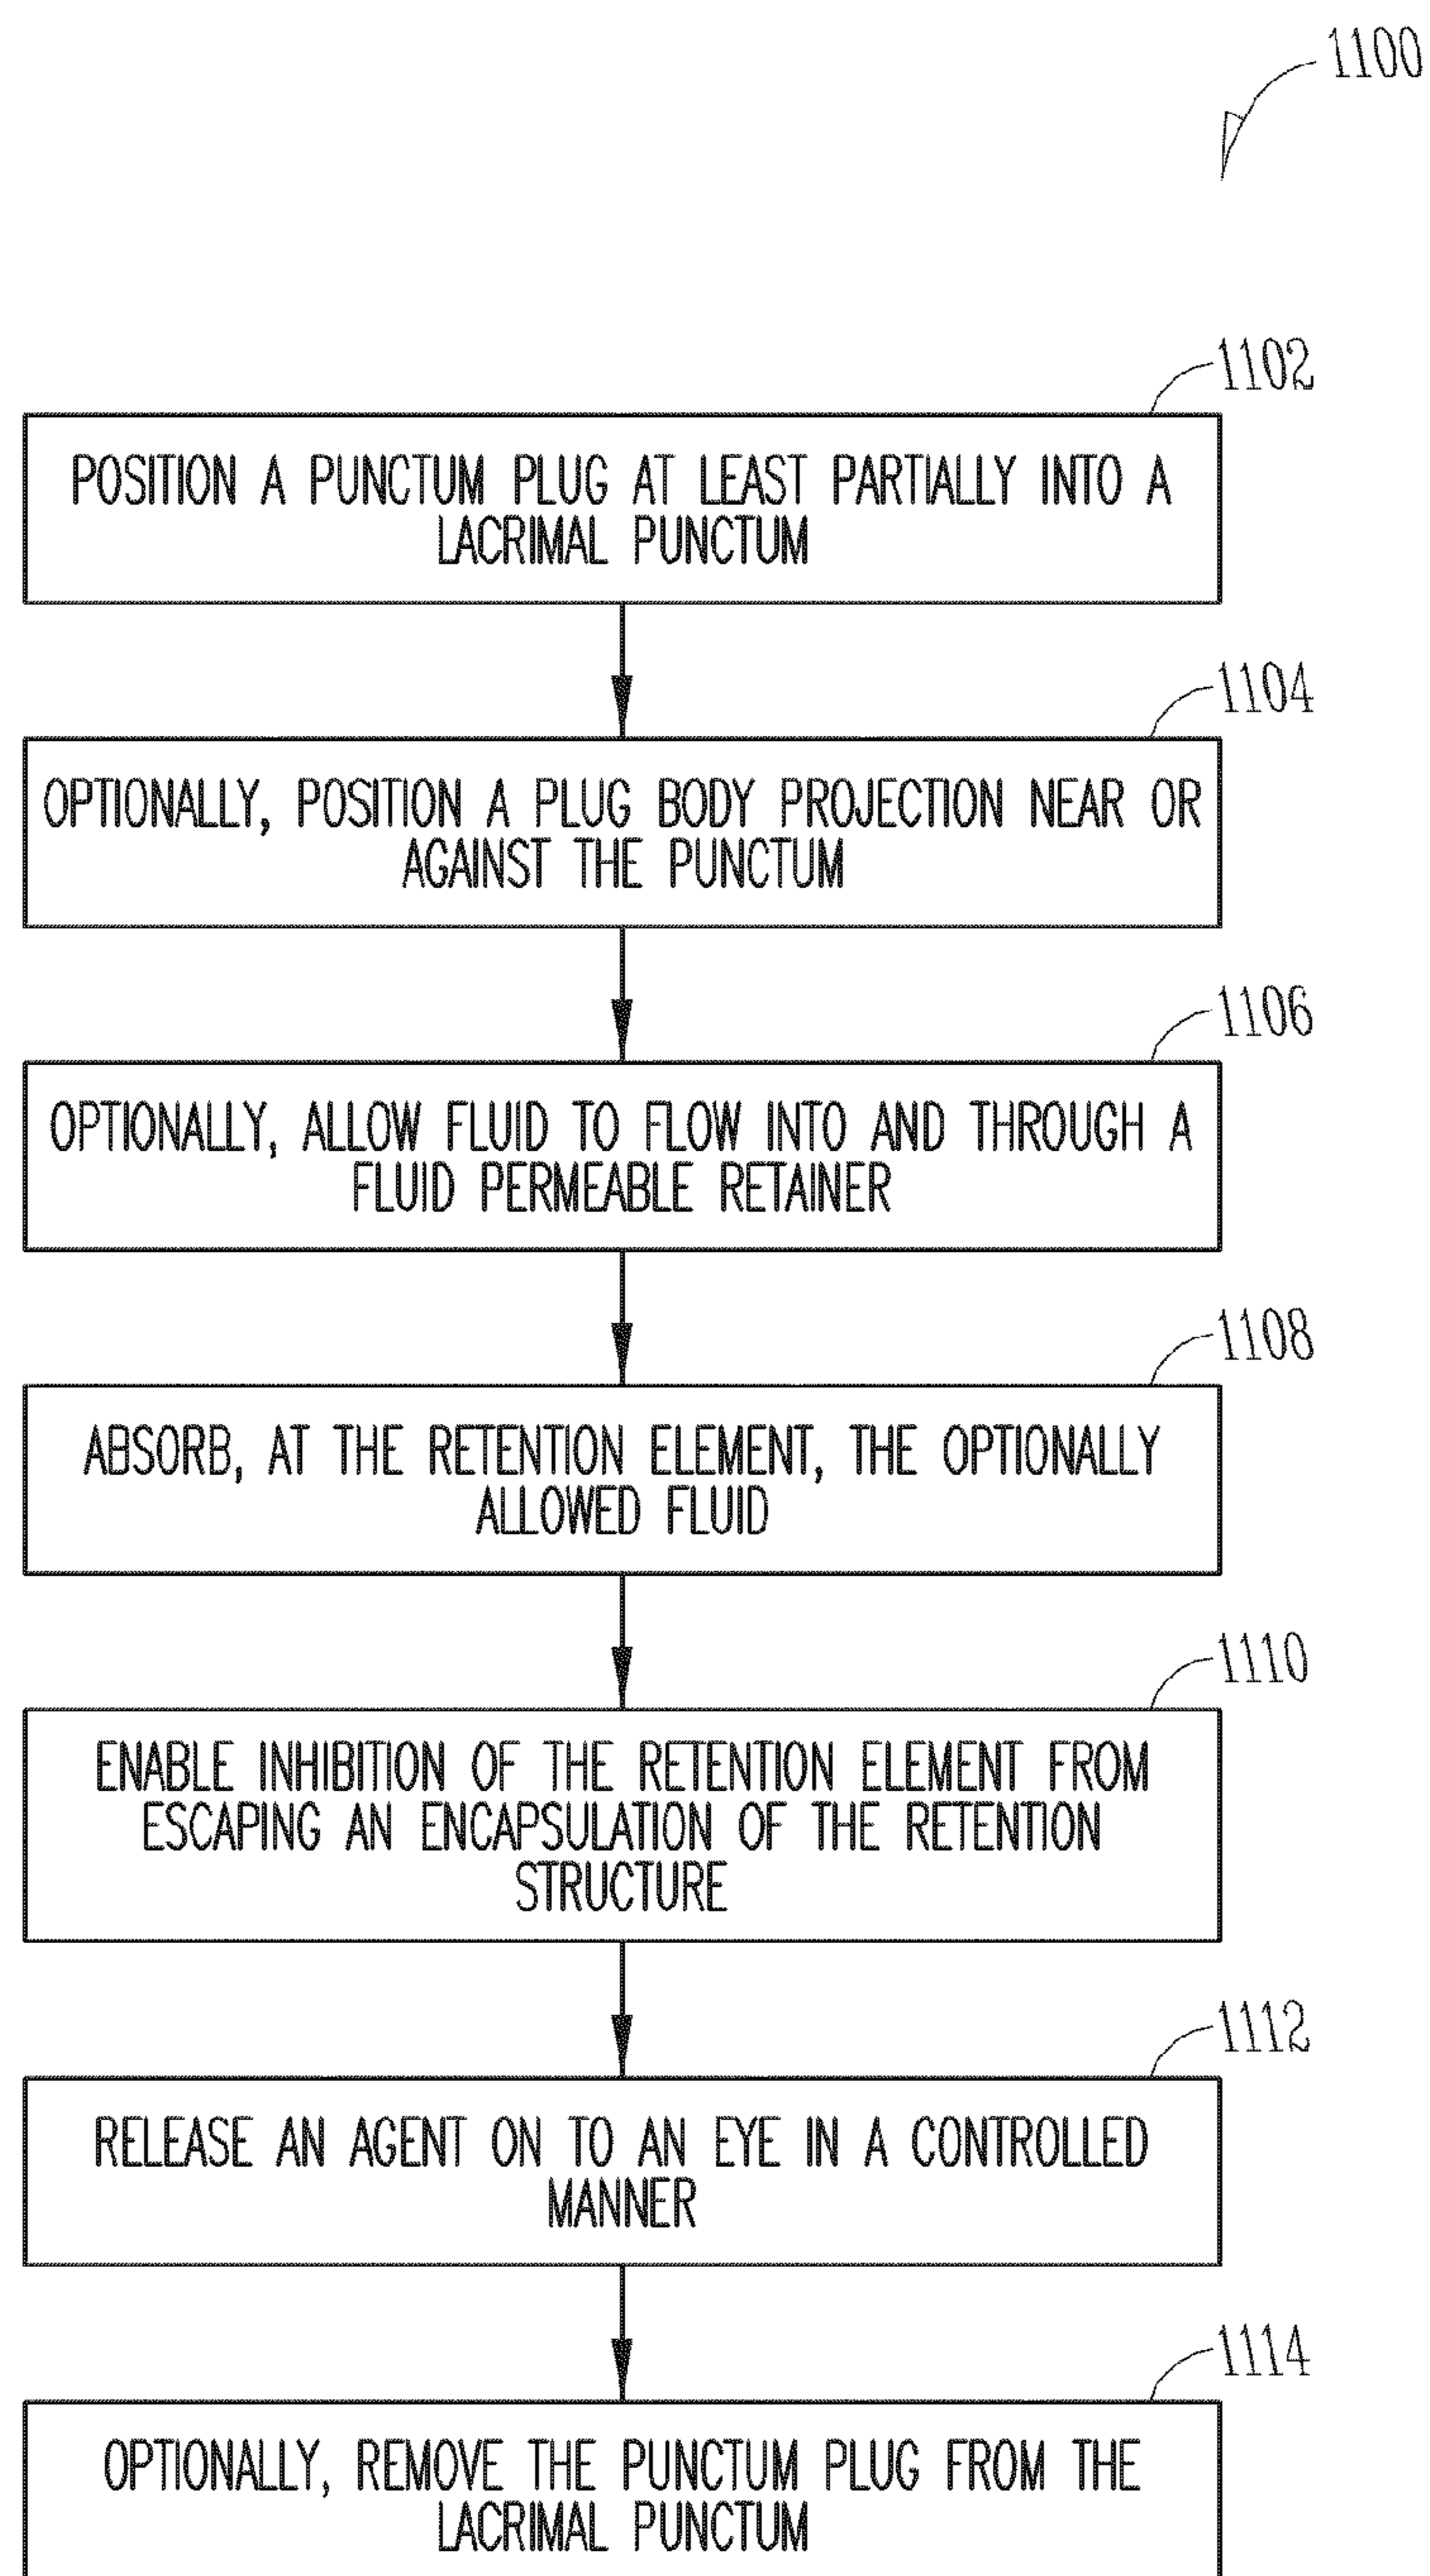 1100
1102
POSITION A PUNCTUM PLUG AT LEAST PARTIALLY INTO A
LACRIMAL PUNCTUM
1104
OPTIONALLY, POSITION A PLUG BODY PROJECTION NEAR OR
AGAINST THE PUNCTUM
1106
OPTIONALLY, ALLOW FLUID TO FLOW INTO AND THROUGH A
FLUID PERMEABLE RETAINER
1108
ABSORB, AT THE RETENTION ELEMENT, THE OPTIONALLY
ALLOWED FLUID
1110
ENABLE INHIBITION OF THE RETENTION ELEMENT FROM
ESCAPING AN ENCAPSULATION OF THE RETENTION
STRUCTURE
1112
RELEASE AN AGENT ON TO AN EYE IN A CONTROLLED
MANNER
1114
OPTIONALLY, REMOVE THE PUNCTUM PLUG FROM THE
LACRIMAL PUNCTUM